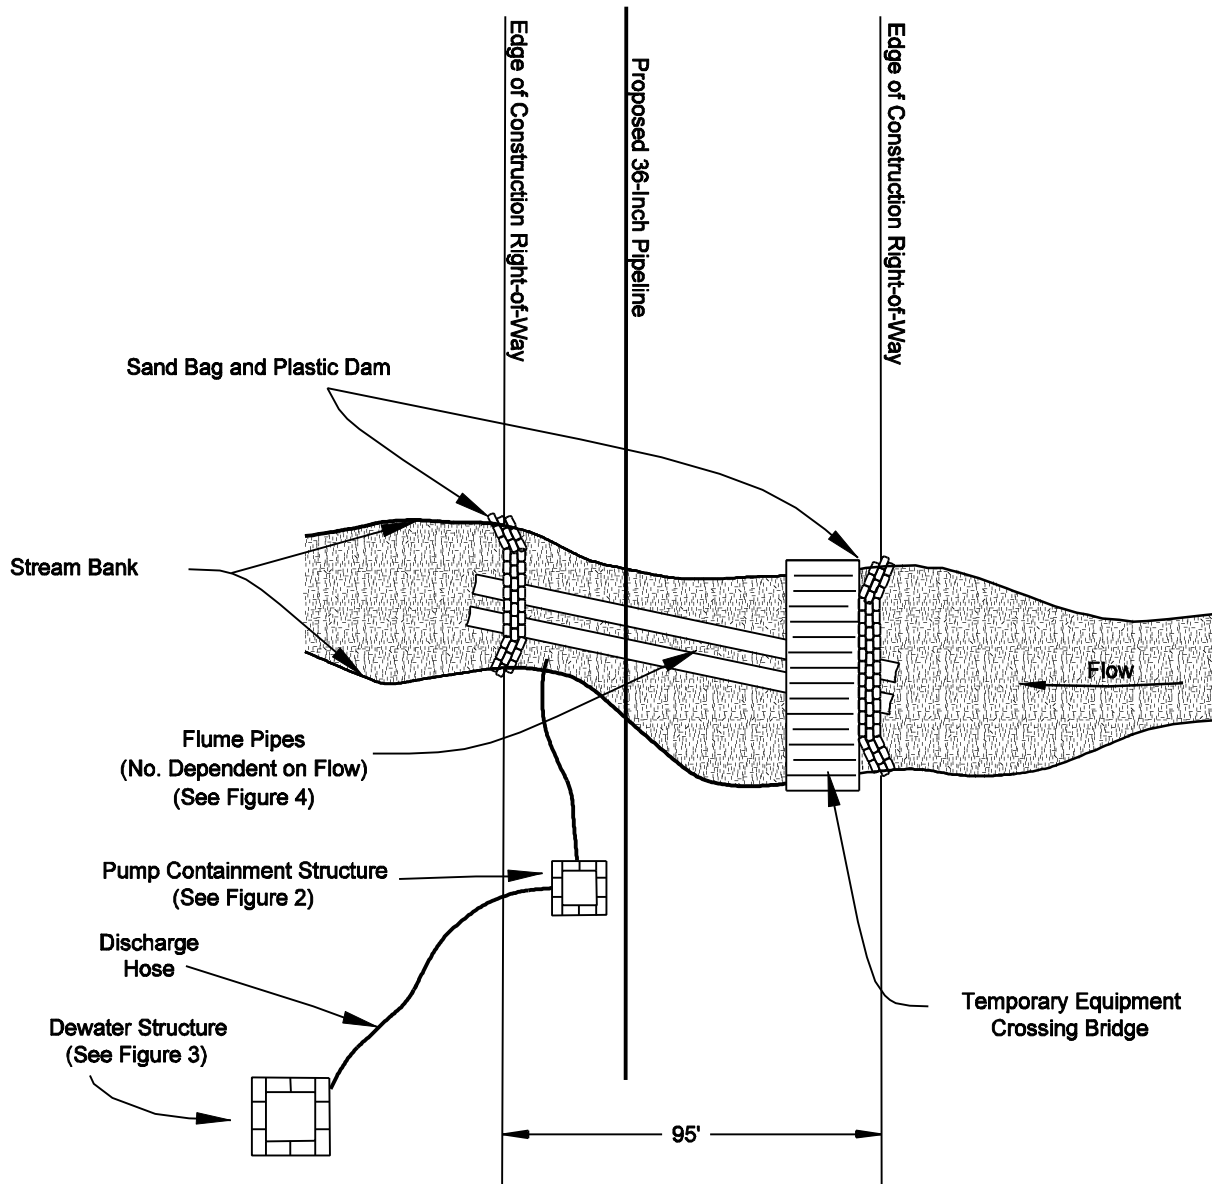 Edge of Construction Right-of-Way
Proposed 36-Inch Pipeline
Edge of Construction Right-of-Way
Sand Bag and Plastic Dam
Stream Bank
Flow
Flume Pipes
(No. Dependent on Flow)
(See Figure 4)
Pump Containment Structure
(See Figure 2)
Discharge
Hose
Temporary Equipment
Crossing Bridge
Dewater Structure
(See Figure 3)
95'